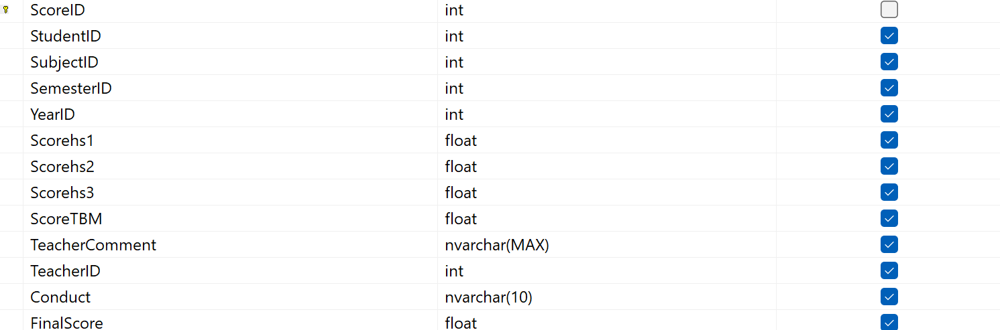 ScoreID int
StudentID int
SubjectID int
SemesterID int
YearID int
Scorehs1 float
Scorehs2 float
Scorehs3 float
ScoreTBM float
TeacherComment nvarchar(MAX)
TeacherID int
Conduct nvarchar(10)
FinalScore float